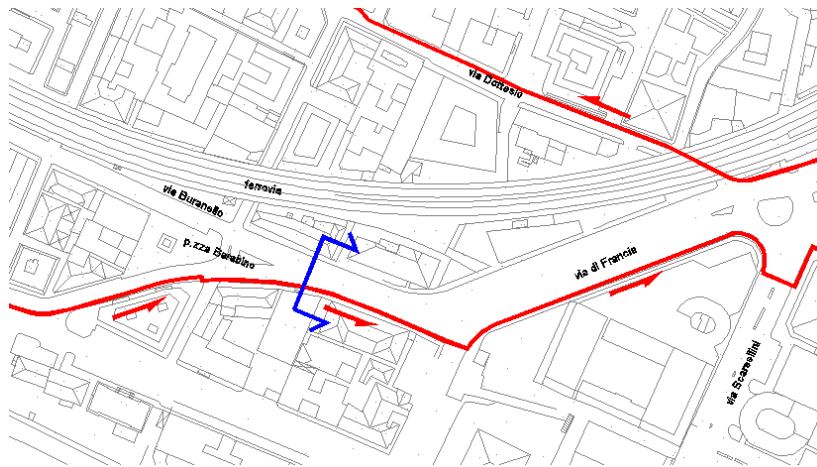 via Dottesio
ferrovia
via Buranello
p.zza Barabino
via di Francia
via Scarsellini